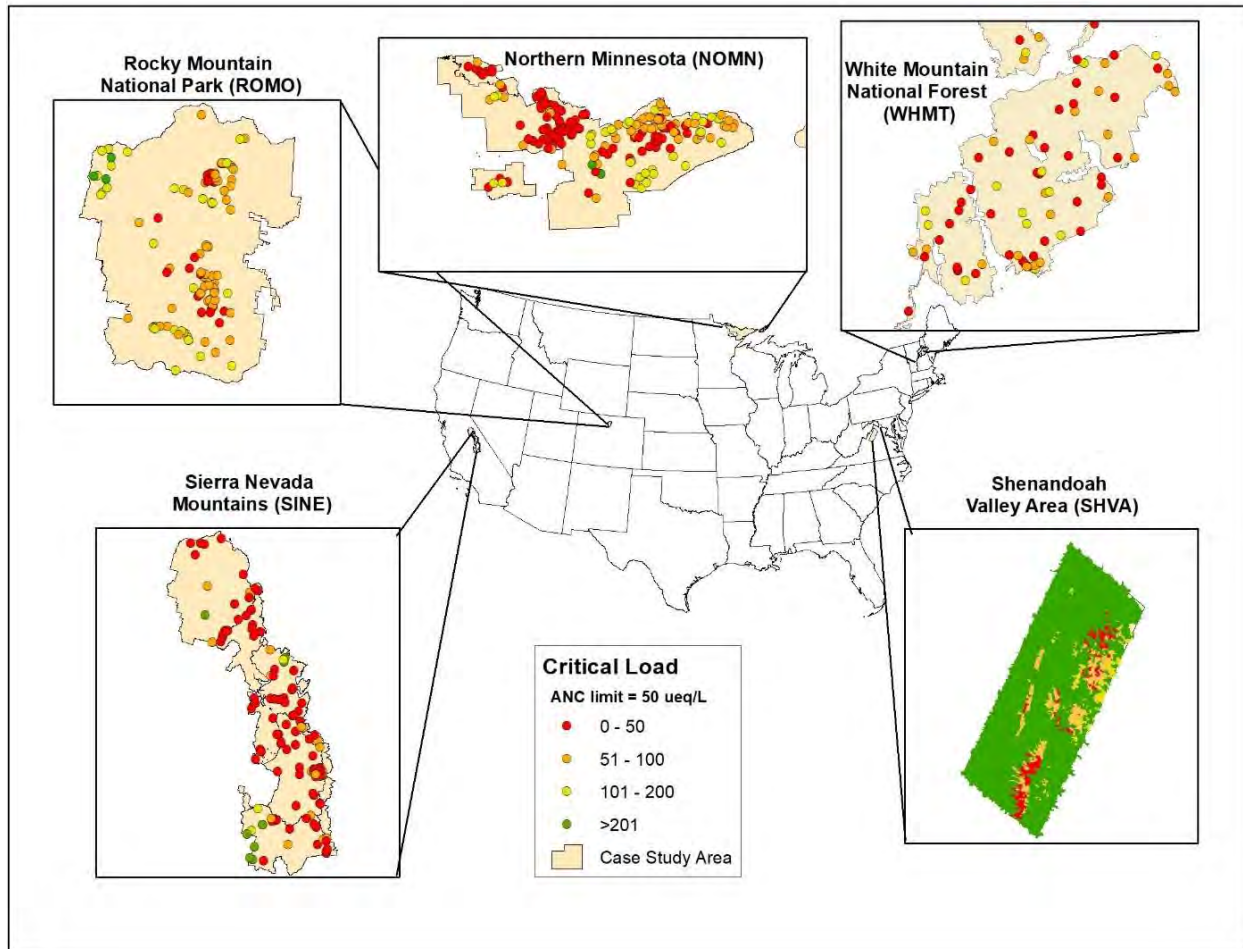 Rocky Mountain
National Park (ROMO)
Northern Minnesota (NOMN)
White Mountain
National Forest
(WHMT)
Sierra Nevada
Mountains (SINE)
Shenandoah
Valley Area (SHVA)
Critical Load
ANC limit = 50 ueq/L
0 - 50
51 - 100
101 - 200
>201
Case Study Area